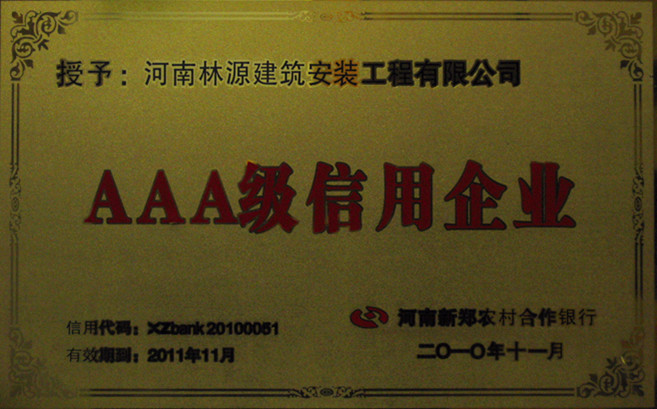 授予：河南林源建筑安装工程有限公司
AAA级信用企业
信用代码：XZbank20100051
有效期到：2011年11月
河南新郑农村合作银行
二〇一〇年十一月